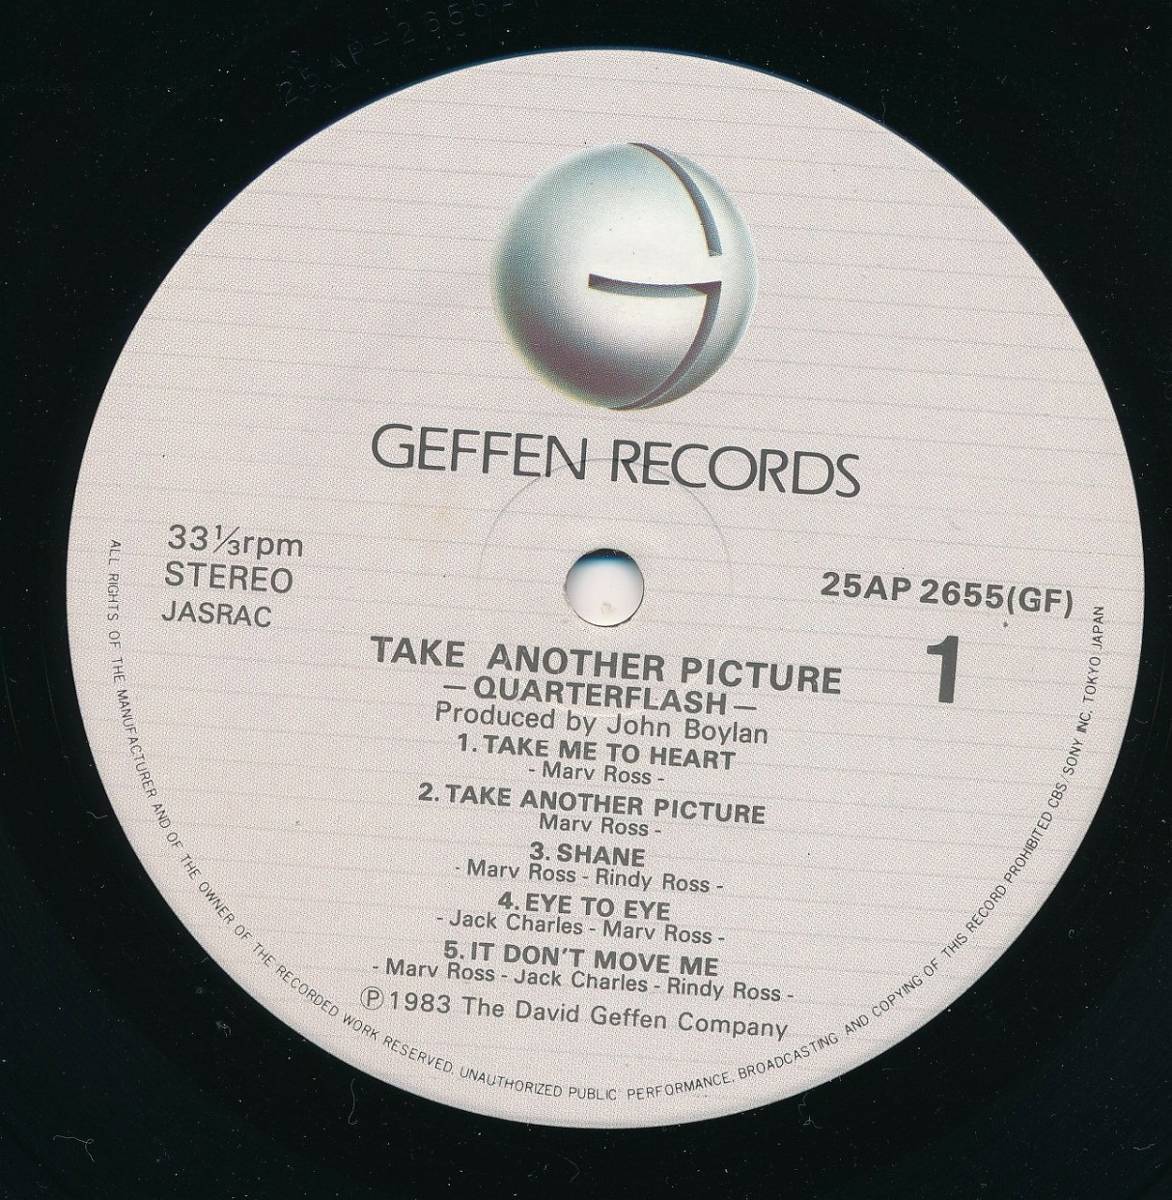 GEFFEN RECORDS
33⅓rpm
STEREO
JASRAC
25AP 2655(GF)
1
TAKE ANOTHER PICTURE
—QUARTERFLASH—
Produced by John Boylan
1. TAKE ME TO HEART
- Marv Ross -
2. TAKE ANOTHER PICTURE
Marv Ross -
3. SHANE
- Marv Ross - Rindy Ross -
4. EYE TO EYE
- Jack Charles - Marv Ross -
5. IT DON'T MOVE ME
- Marv Ross - Jack Charles - Rindy Ross -
Ⓟ1983 The David Geffen Company
ALL RIGHTS OF THE MANUFACTURER AND OF THE OWNER OF THE RECORDED WORK RESERVED. UNAUTHORIZED PUBLIC PERFORMANCE. BROADCASTING AND COPYING OF THIS RECORD PROHIBITED CBS/SONY INC. TOKYO JAPAN